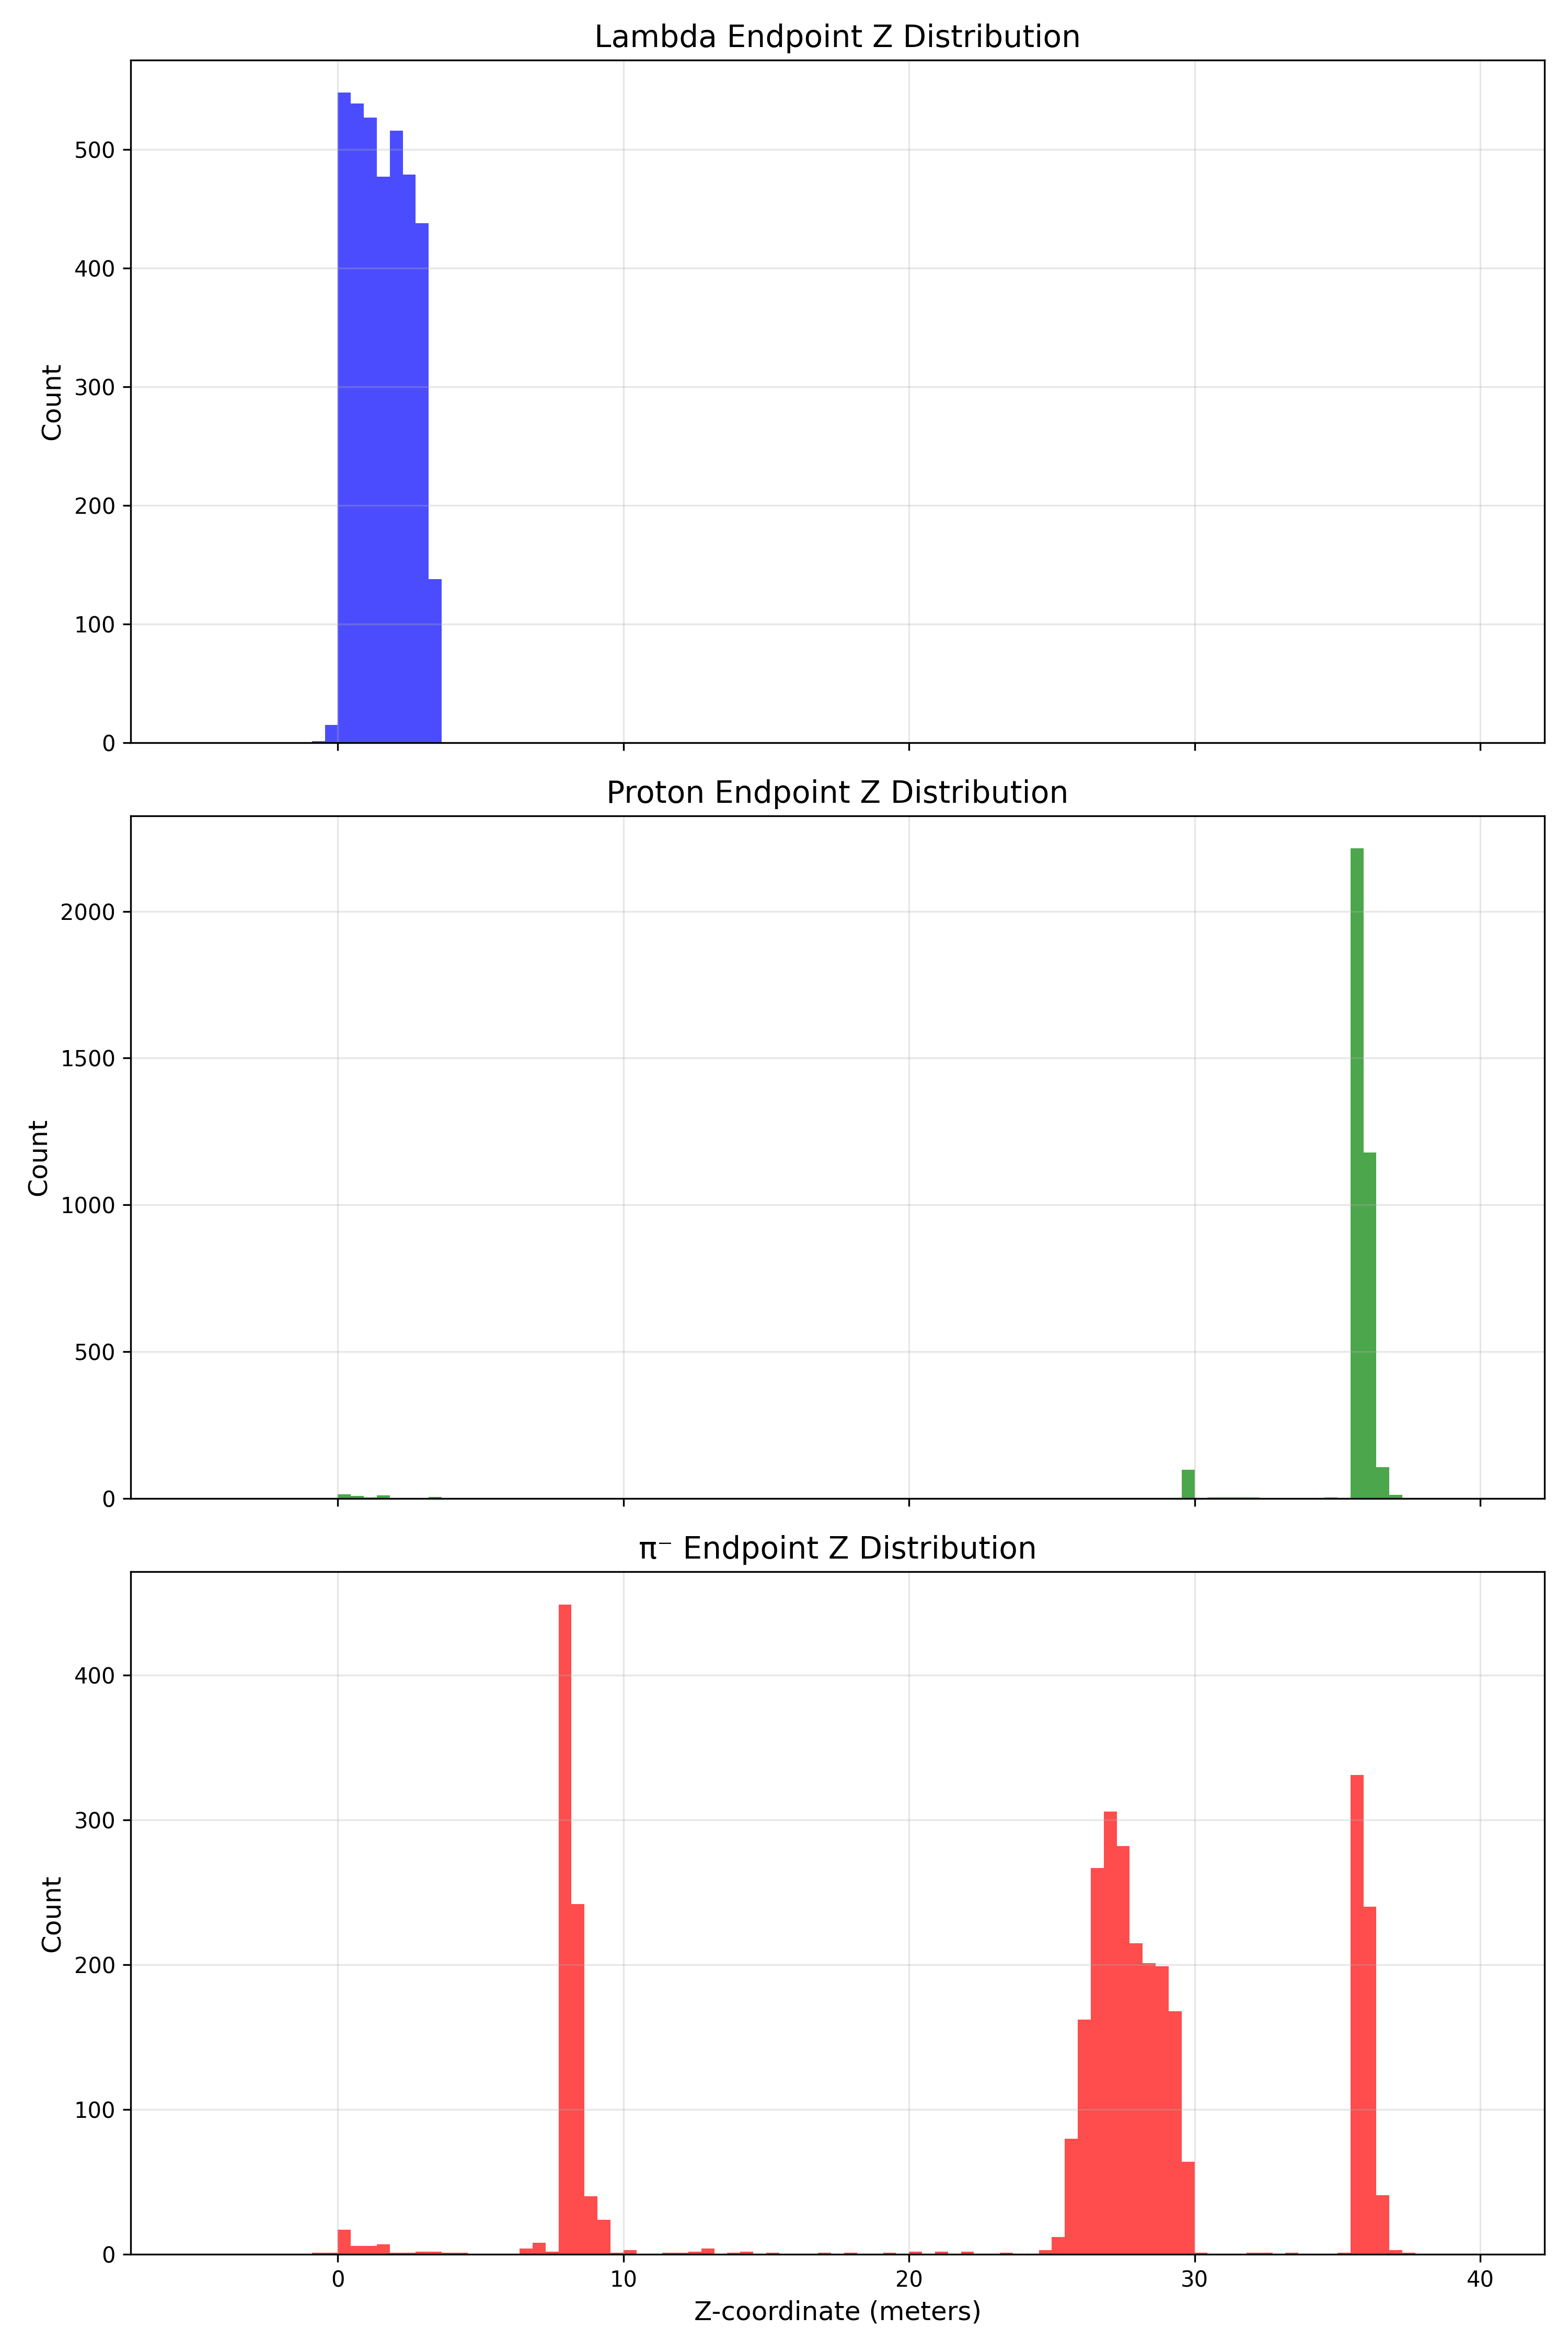 Lambda Endpoint Z Distribution
Count
500
400
300
200
100
0
Proton Endpoint Z Distribution
Count
2000
1500
1000
500
0
π⁻ Endpoint Z Distribution
Count
400
300
200
100
0
0 10 20 30 40
Z-coordinate (meters)